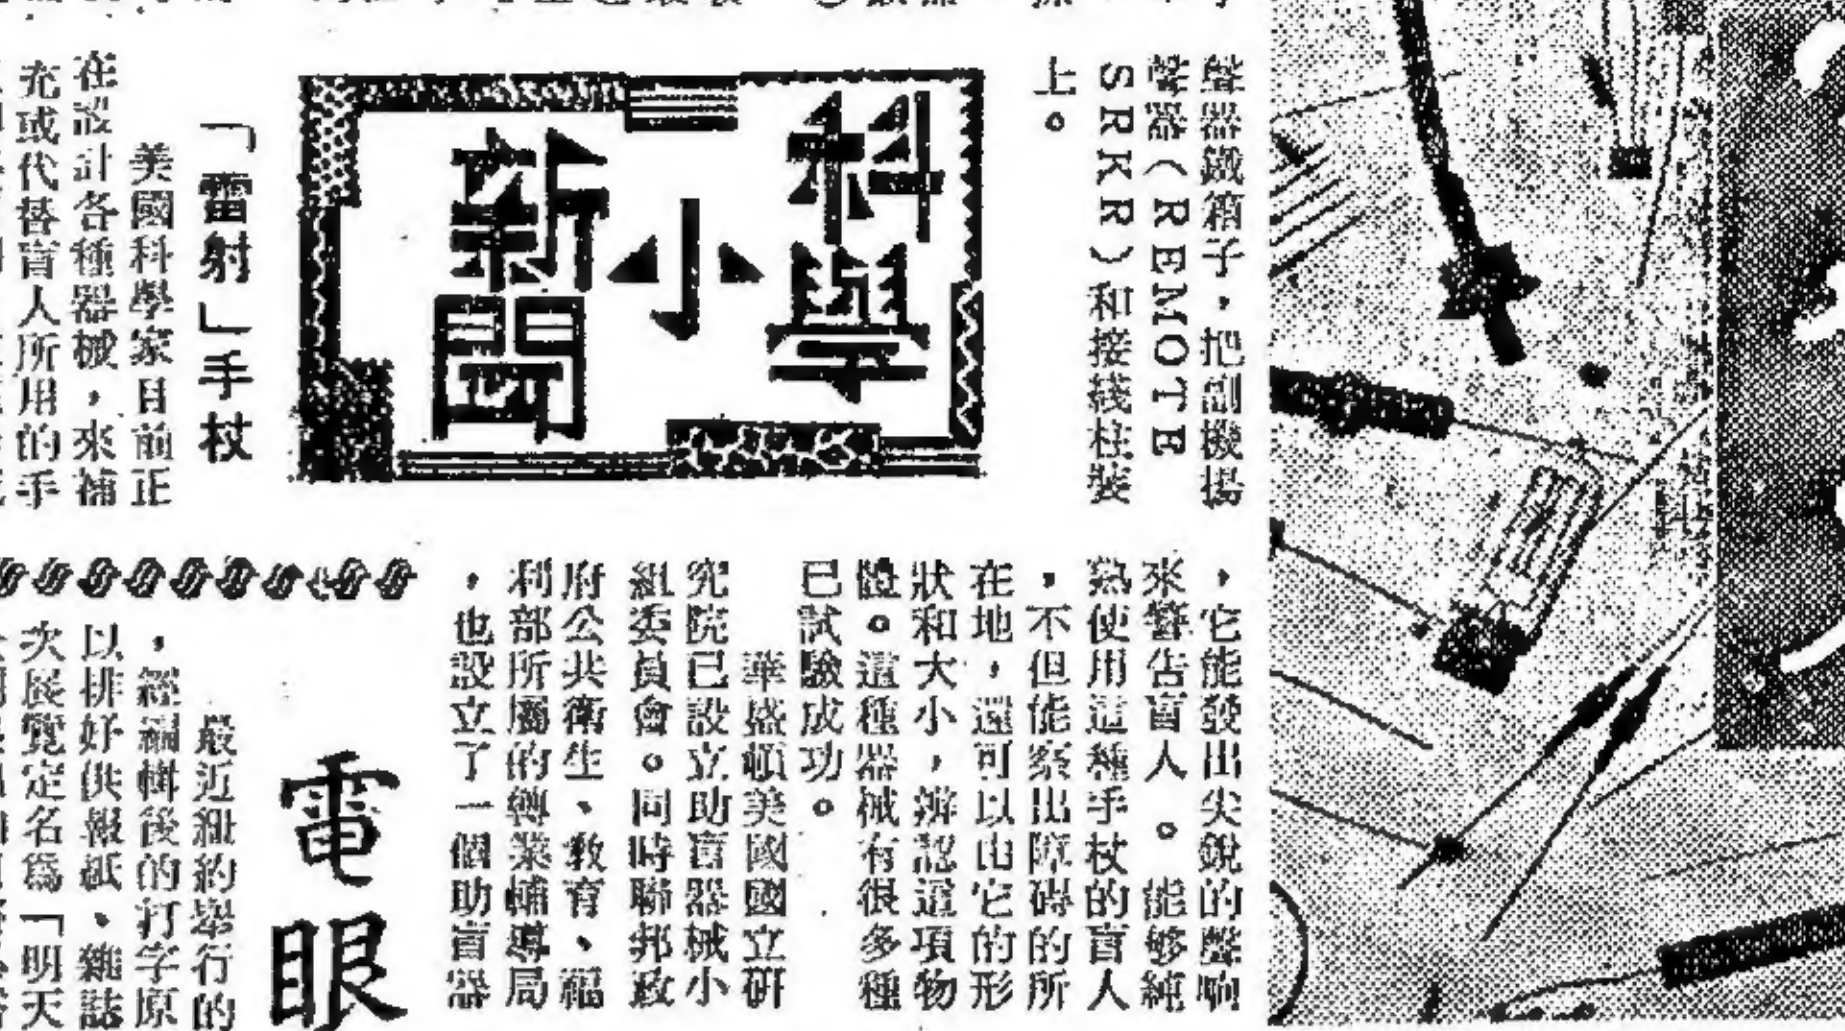 聲器鐵箱子，把副機揚
聲器（REMOTE
SRKR）和接綫柱裝
上。
科學小新聞
「雷射」手杖
美國科學家目前正
在設計各種器械，來補
充或代替盲人所用的手
，它能發出尖銳的聲响
來警告盲人。能够純
熟使用這種手杖的盲人
，不但能察出障碍的所
在地，還可以由它的形
狀和大小，辨認這項物
體。這種器械有很多種
已試驗成功。
華盛頓美國國立研
究院已設立助盲器械小
組委員會。同時聯邦政
府公共衛生、教育、福
利部所屬的轉業輔導局
，也設立了一個助盲器
電眼
最近紐約舉行的
，經編輯後的打字原
以排好供報紙、雜誌
次展覽定名爲「明天